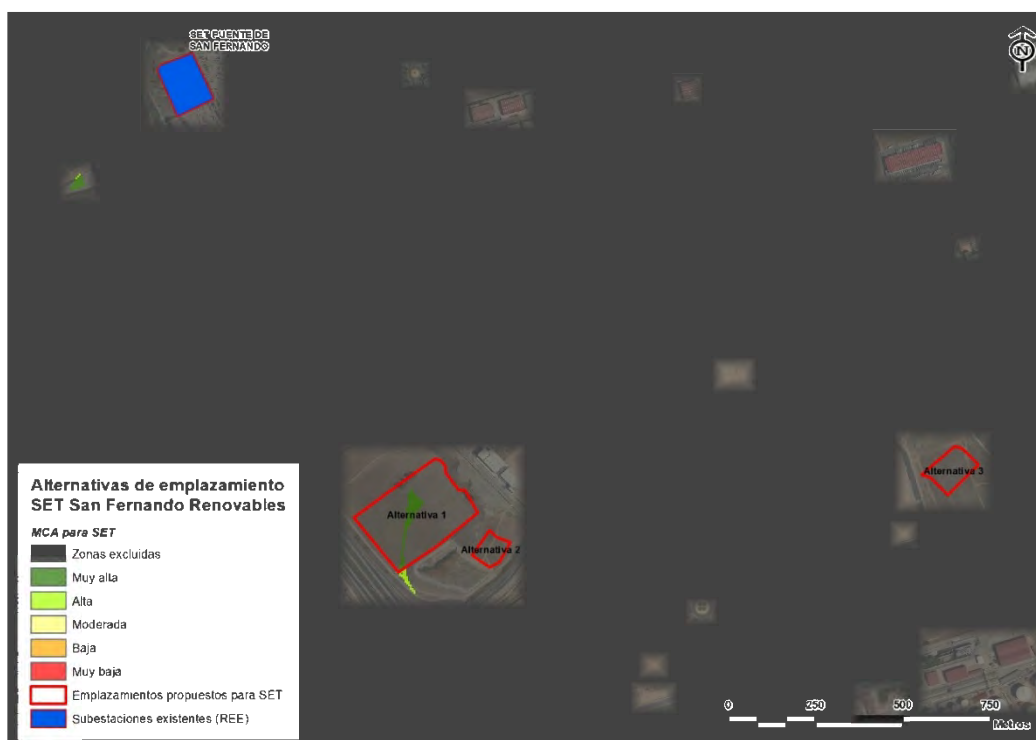 SET PUENTE DE
SAN FERNANDO
N
Alternativa 1
Alternativa 2
Alternativa 3
Alternativas de emplazamiento
SET San Fernando Renovables
MCA para SET
Zonas excluidas
Muy alta
Alta
Moderada
Baja
Muy baja
Emplazamientos propuestos para SET
Subestaciones existentes (REE)
0 250 500 750
Metros